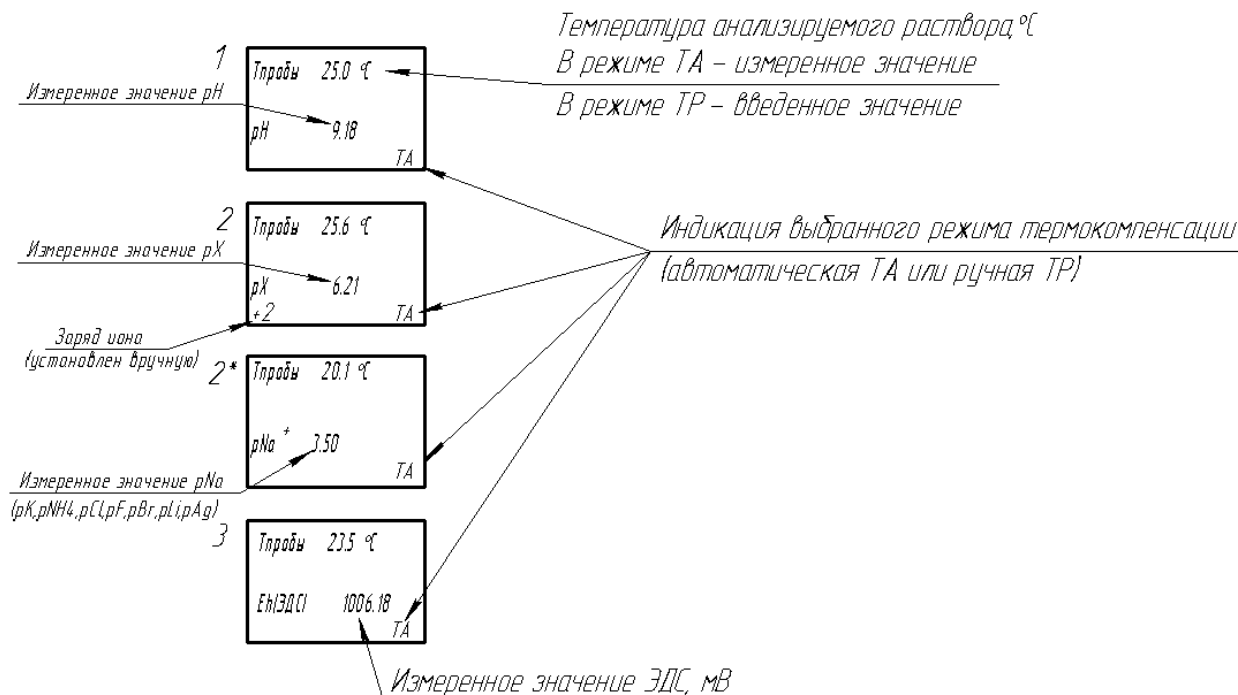 Температура анализируемого раствора,°С
В режиме ТА – измеренное значение
В режиме ТР – введенное значение
1
Тпробы 25.0 °С
Измеренное значение pH
pH 9.18
ТА
2
Тпробы 25.6 °С
Измеренное значение pX
pX 6.21
+2 ТА
Заряд иона
(установлен вручную)
Индикация выбранного режима термокомпенсации
(автоматическая ТА или ручная ТР)
2*
Тпробы 20.1 °С
pNa + 3.50
ТА
Измеренное значение pNa
(pK,pNH4,pCl,pF,pBr,pLi,pAg)
3
Тпробы 23.5 °С
Eh(ЭДС) 1006.18
ТА
Измеренное значение ЭДС, мВ